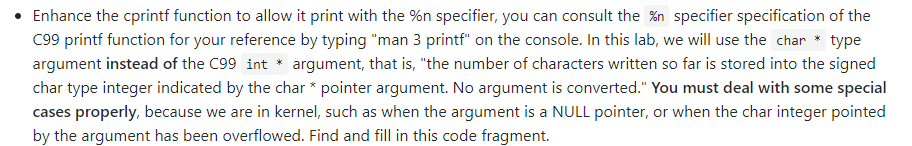 • Enhance the cprintf function to allow it print with the %n specifier, you can consult the %n specifier specification of the
C99 printf function for your reference by typing "man 3 printf" on the console. In this lab, we will use the char * type
argument instead of the C99 int * argument, that is, "the number of characters written so far is stored into the signed
char type integer indicated by the char * pointer argument. No argument is converted." You must deal with some special
cases properly, because we are in kernel, such as when the argument is a NULL pointer, or when the char integer pointed
by the argument has been overflowed. Find and fill in this code fragment.